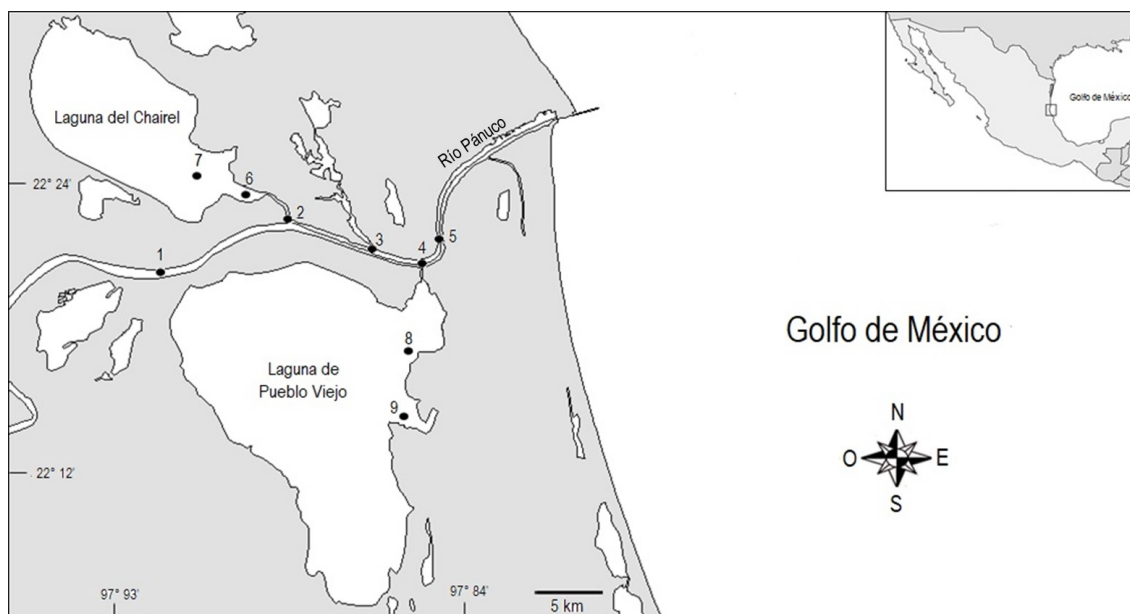 Laguna del Chairel
Golfo de México
Río Pánuco
7
22° 24'
6
2
5
3
4
1
Golfo de México
8
Laguna de
Pueblo Viejo
9
N
O
E
S
22° 12'
97° 93
97° 84
5 km